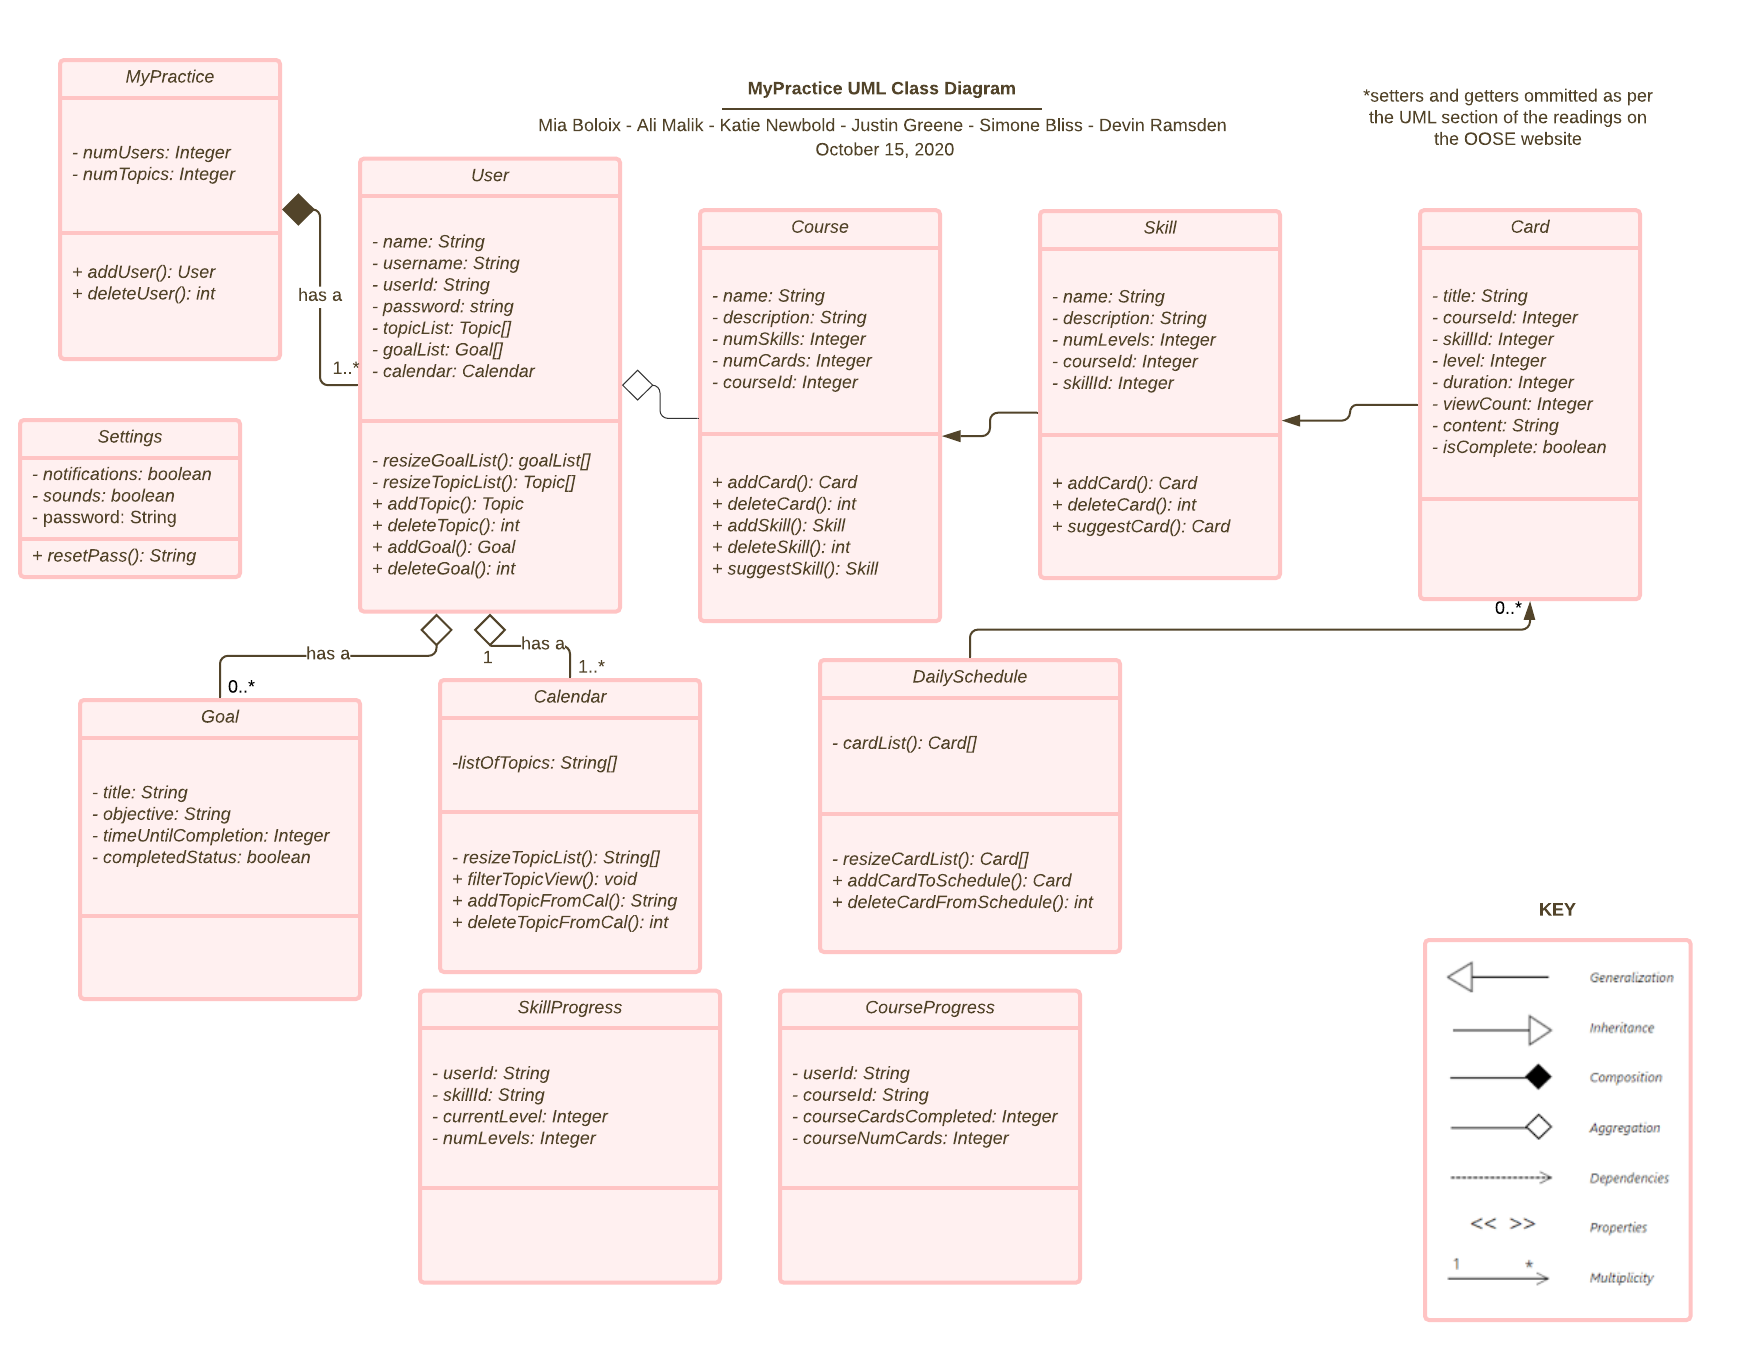 MyPractice UML Class Diagram
Mia Boloix - Ali Malik - Katie Newbold - Justin Greene - Simone Bliss - Devin Ramsden
October 15, 2020
*setters and getters ommitted as per
the UML section of the readings on
the OOSE website
MyPractice
- numUsers: Integer
- numTopics: Integer
+ addUser(): User
+ deleteUser(): int
has a
1..*
User
- name: String
- username: String
- userId: String
- password: string
- topicList: Topic[]
- goalList: Goal[]
- calendar: Calendar
- resizeGoalList(): goalList[]
- resizeTopicList(): Topic[]
+ addTopic(): Topic
+ deleteTopic(): int
+ addGoal(): Goal
+ deleteGoal(): int
Course
- name: String
- description: String
- numSkills: Integer
- numCards: Integer
- courseId: Integer
+ addCard(): Card
+ deleteCard(): int
+ addSkill(): Skill
+ deleteSkill(): int
+ suggestSkill(): Skill
Skill
- name: String
- description: String
- numLevels: Integer
- courseId: Integer
- skillId: Integer
+ addCard(): Card
+ deleteCard(): int
+ suggestCard(): Card
Card
- title: String
- courseId: Integer
- skillId: Integer
- level: Integer
- duration: Integer
- viewCount: Integer
- content: String
- isComplete: boolean
0..*
Settings
- notifications: boolean
- sounds: boolean
- password: String
+ resetPass(): String
has a
0..*
has a
1
1..*
Goal
- title: String
- objective: String
- timeUntilCompletion: Integer
- completedStatus: boolean
Calendar
-listOfTopics: String[]
- resizeTopicList(): String[]
+ filterTopicView(): void
+ addTopicFromCal(): String
+ deleteTopicFromCal(): int
DailySchedule
- cardList(): Card[]
- resizeCardList(): Card[]
+ addCardToSchedule(): Card
+ deleteCardFromSchedule(): int
SkillProgress
- userId: String
- skillId: String
- currentLevel: Integer
- numLevels: Integer
CourseProgress
- userId: String
- courseId: String
- courseCardsCompleted: Integer
- courseNumCards: Integer
KEY
Generalization
Inheritance
Composition
Aggregation
Dependencies
<< >> Properties
1 * Multiplicity